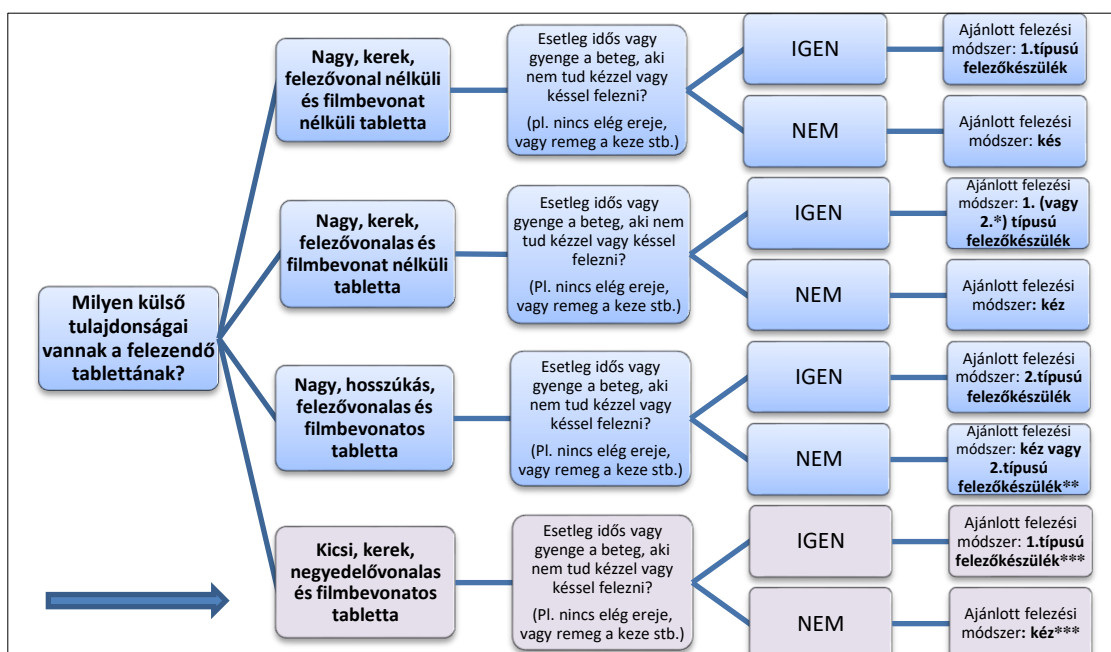 Milyen külső
tulajdonságai
vannak a felezendő
tablettának?
Nagy, kerek,
felezővonal nélküli
és filmbevonat
nélküli tabletta
Esetleg idős vagy
gyenge a beteg, aki
nem tud kézzel vagy
késsel felezni?
(pl. nincs elég ereje,
vagy remeg a keze stb.)
IGEN
Ajánlott felezési
módszer: 1.típusú
felezőkészülék
NEM
Ajánlott felezési
módszer: kés
Nagy, kerek,
felezővonalas és
filmbevonat nélküli
tabletta
Esetleg idős vagy
gyenge a beteg, aki nem
tud kézzel vagy késsel
felezni?
(Pl. nincs elég ereje,
vagy remeg a keze stb.)
IGEN
Ajánlott felezési
módszer: 1. (vagy
2.*) típusú
felezőkészülék
NEM
Ajánlott felezési
módszer: kéz
Nagy, hosszúkás,
felezővonalas és
filmbevonatos
tabletta
Esetleg idős vagy
gyenge a beteg, aki
nem tud kézzel vagy
késsel felezni?
(Pl. nincs elég ereje,
vagy remeg a keze stb.)
IGEN
Ajánlott felezési
módszer: 2.típusú
felezőkészülék
NEM
Ajánlott felezési
módszer: kéz vagy
2.típusú
felezőkészülék**
Kicsi, kerek,
negyedelővonalas
és filmbevonatos
tabletta
Esetleg idős vagy
gyenge a beteg, aki
nem tud kézzel vagy
késsel felezni?
(Pl. nincs elég ereje,
vagy remeg a keze stb.)
IGEN
Ajánlott felezési
módszer: 1.típusú
felezőkészülék***
NEM
Ajánlott felezési
módszer: kéz***